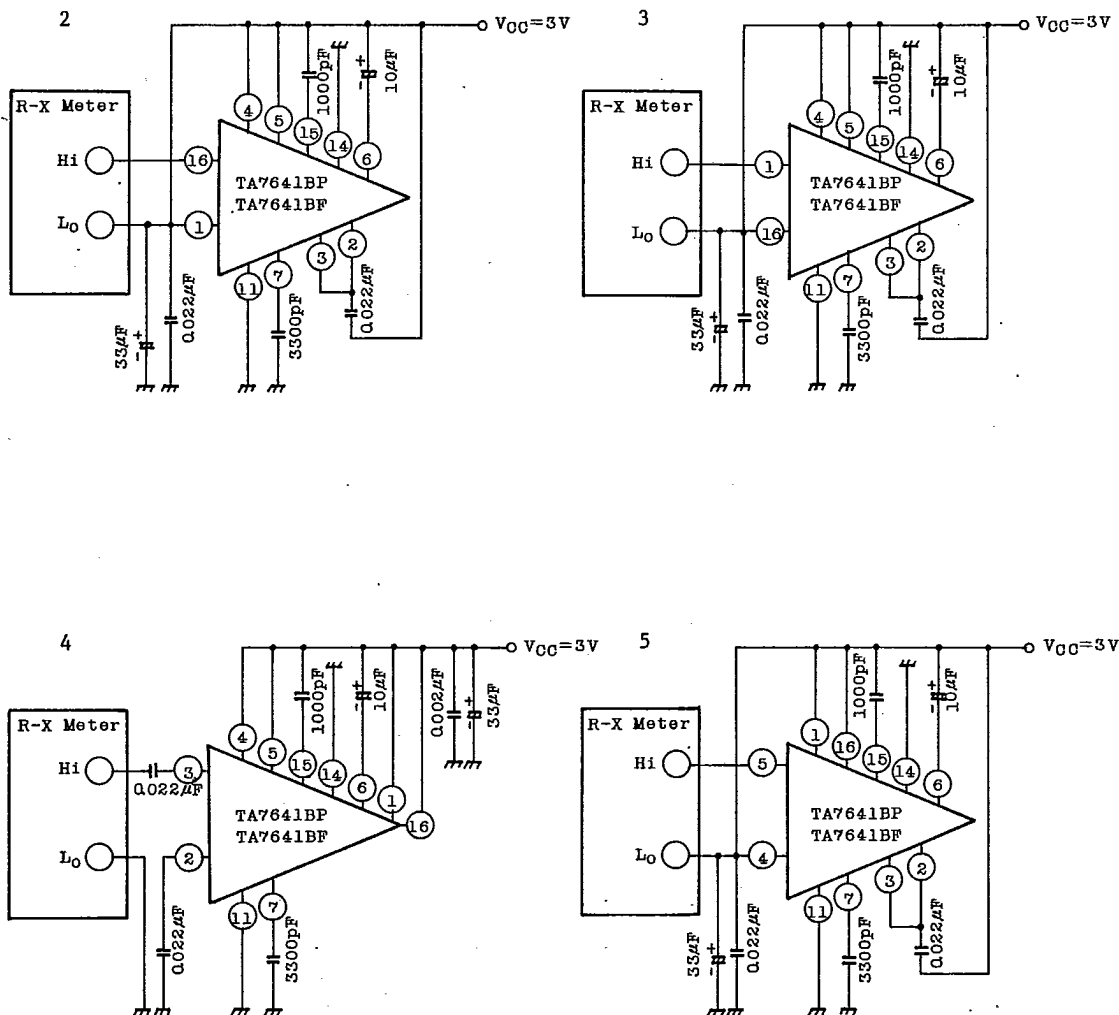 2
VCC=3V
R-X Meter
Hi
Lo
16
1
4
5
15
14
6
1000pF
10μF
- +
TA7641BP
TA7641BF
3
2
11
7
33μF
- +
0.022μF
3300pF
0.022μF
3
VCC=3V
R-X Meter
Hi
Lo
1
16
4
5
15
14
6
1000pF
10μF
- +
TA7641BP
TA7641BF
3
2
11
7
33μF
- +
0.022μF
3300pF
0.022μF
4
VCC=3V
R-X Meter
Hi
Lo
0.022μF
3
2
4
5
15
14
6
1
16
1000pF
10μF
- +
0.002μF
33μF
- +
TA7641BP
TA7641BF
11
7
0.022μF
3300pF
5
VCC=3V
R-X Meter
Hi
Lo
5
4
1
16
15
14
6
1000pF
10μF
- +
TA7641BP
TA7641BF
3
2
11
7
33μF
- +
0.022μF
3300pF
0.022μF